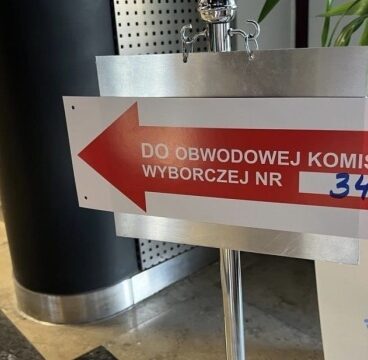 DO OBWODOWEJ KOMIS
WYBORCZEJ NR 34